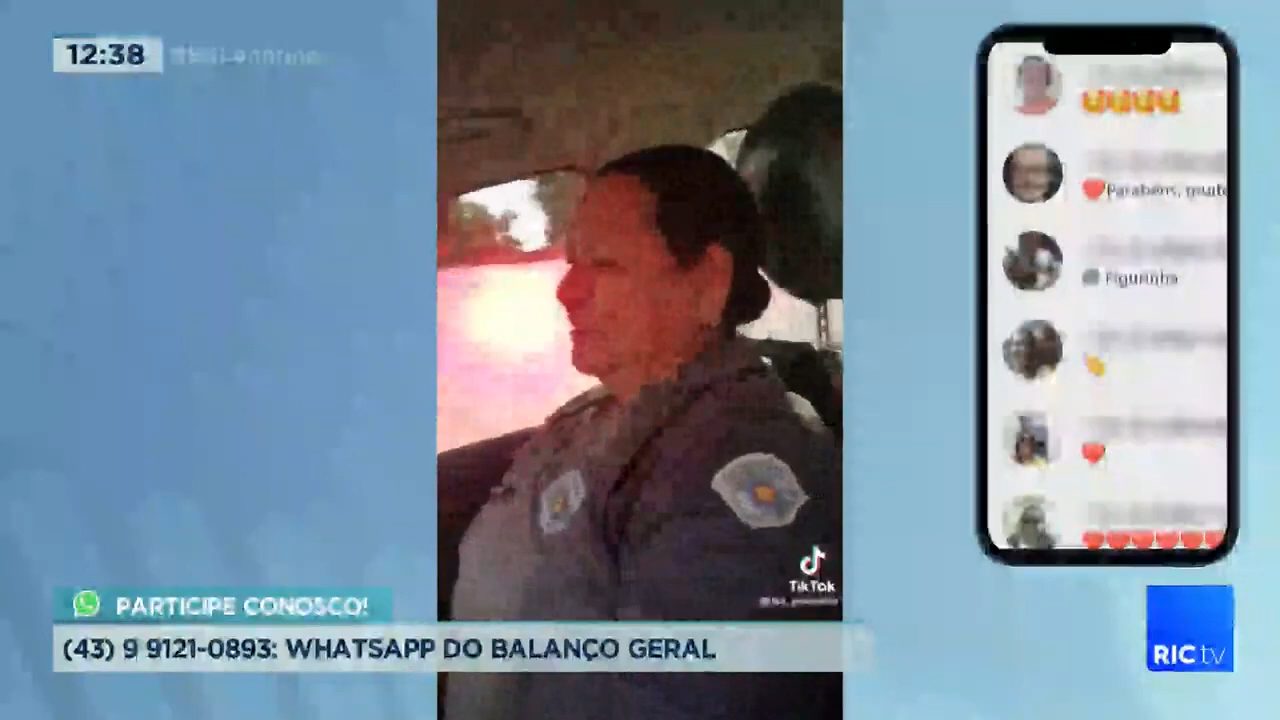 12:38
Parabéns,
Figurinha
TikTok
PARTICIPE CONOSCO!
(43) 9 9121-0893: WHATSAPP DO BALANÇO GERAL
RIC tv